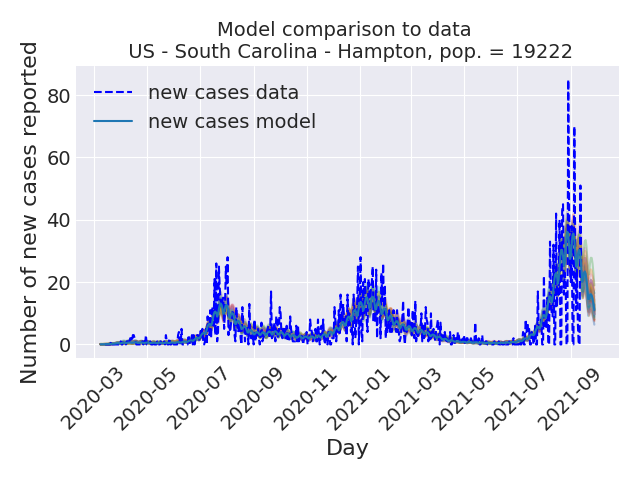 Model comparison to data
US - South Carolina - Hampton, pop. = 19222
Number of new cases reported
80
60
40
20
0
new cases data
new cases model
2020-03
2020-05
2020-07
2020-09
2020-11
2021-01
2021-03
2021-05
2021-07
2021-09
Day